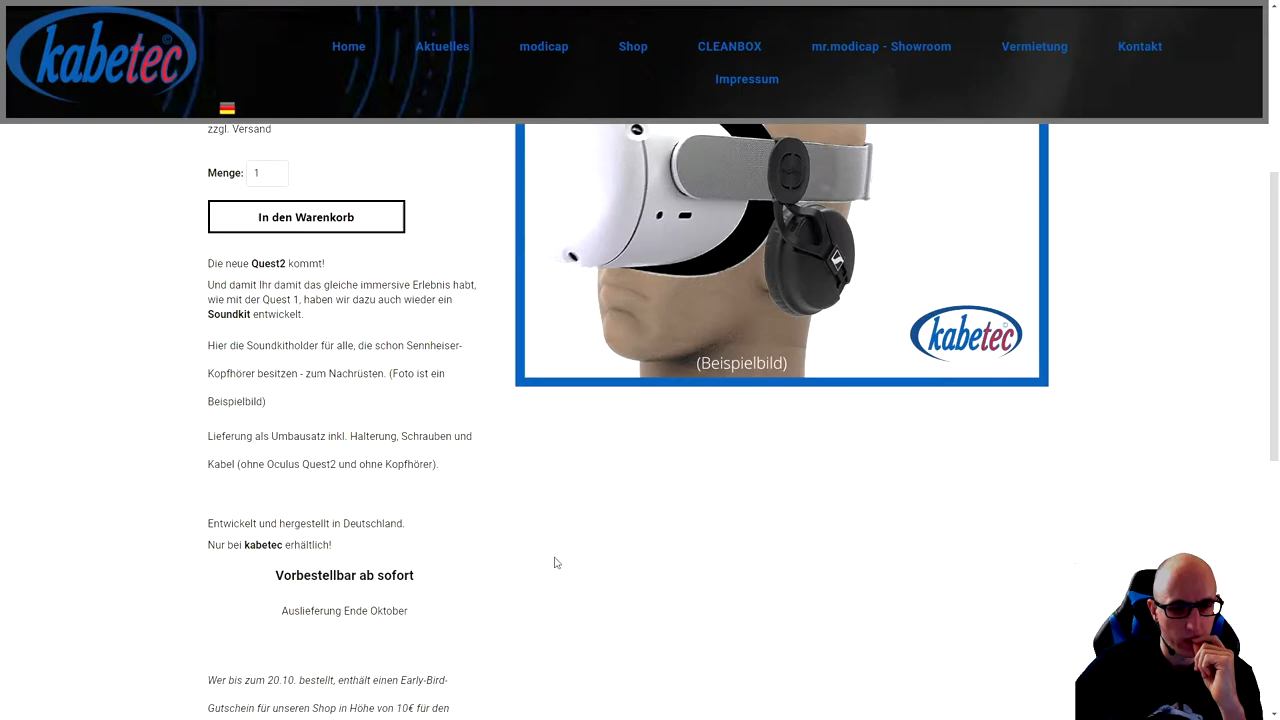 kabetec
©
Home
Aktuelles
modicap
Shop
CLEANBOX
mr.modicap - Showroom
Vermietung
Kontakt
Impressum
zzgl. Versand
Menge: 1
In den Warenkorb
Die neue Quest2 kommt!
Und damit Ihr damit das gleiche immersive Erlebnis habt,
wie mit der Quest 1, haben wir dazu auch wieder ein
Soundkit entwickelt.
Hier die Soundkitholder für alle, die schon Sennheiser-
Kopfhörer besitzen - zum Nachrüsten. (Foto ist ein
Beispielbild)
Lieferung als Umbausatz inkl. Halterung, Schrauben und
Kabel (ohne Oculus Quest2 und ohne Kopfhörer).
Entwickelt und hergestellt in Deutschland.
Nur bei kabetec erhältlich!
Vorbestellbar ab sofort
Auslieferung Ende Oktober
Wer bis zum 20.10. bestellt, enthält einen Early-Bird-
Gutschein für unseren Shop in Höhe von 10€ für den
kabetec
©
(Beispielbild)